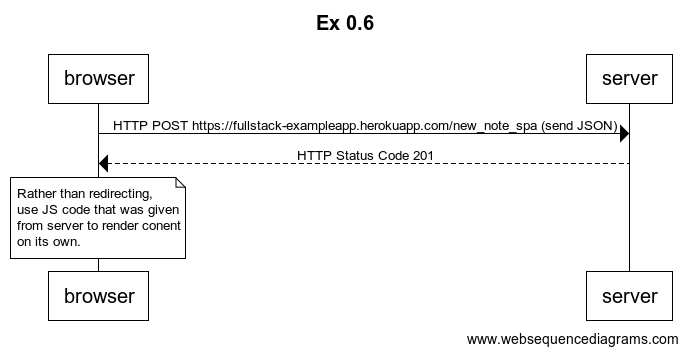 Ex 0.6
browser
server
HTTP POST https://fullstack-exampleapp.herokuapp.com/new_note_spa (send JSON)
HTTP Status Code 201
Rather than redirecting,
use JS code that was given
from server to render conent
on its own.
browser
server
www.websequencediagrams.com